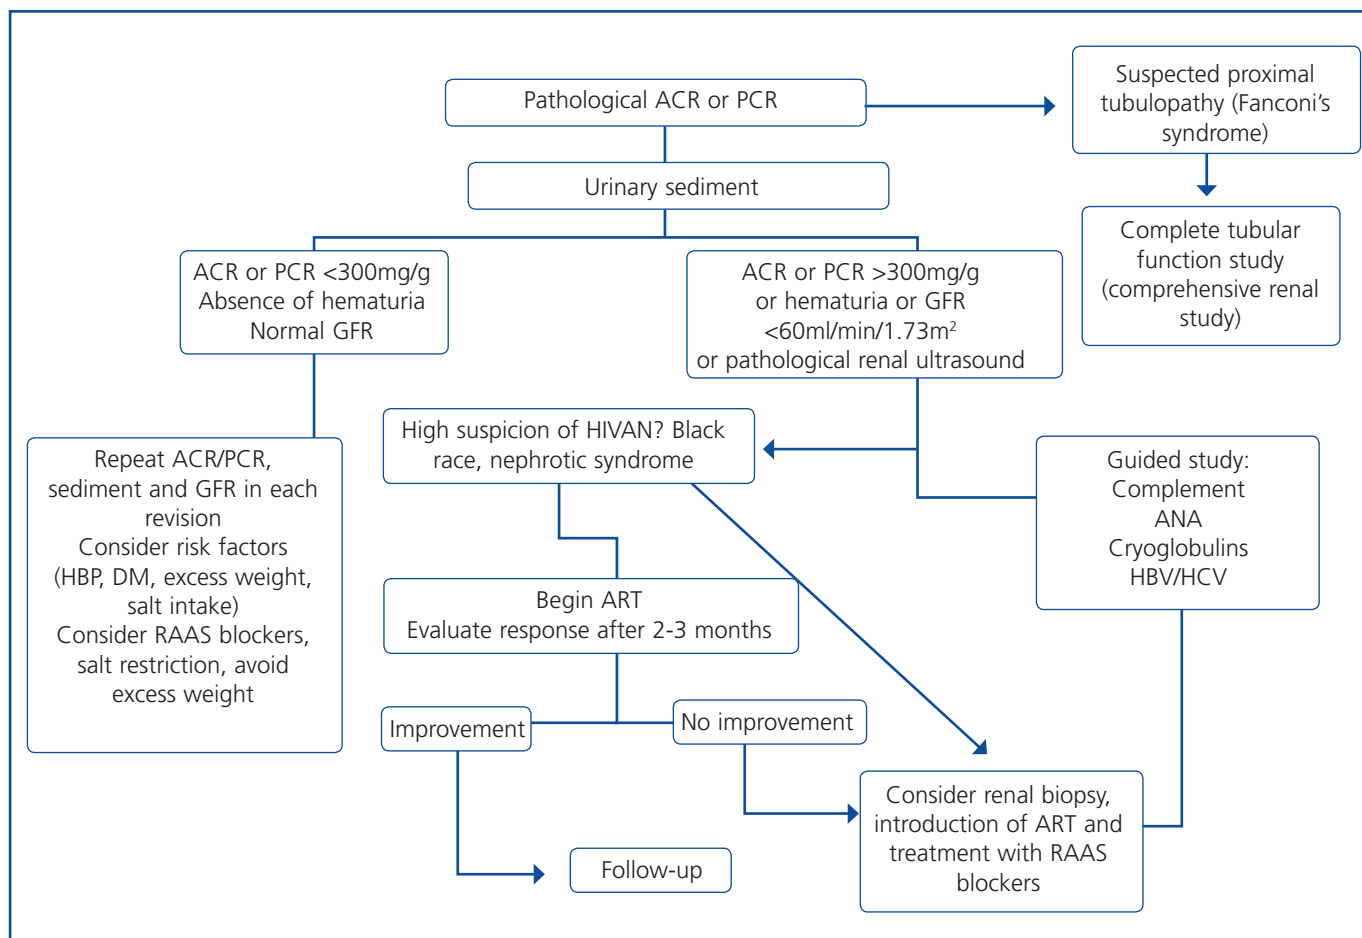 Pathological ACR or PCR
Suspected proximal
tubulopathy (Fanconi's
syndrome)
Urinary sediment
Complete tubular
function study
(comprehensive renal
study)
ACR or PCR <300mg/g
Absence of hematuria
Normal GFR
ACR or PCR >300mg/g
or hematuria or GFR
<60ml/min/1.73m²
or pathological renal ultrasound
Repeat ACR/PCR,
sediment and GFR in each
revision
Consider risk factors
(HBP, DM, excess weight,
salt intake)
Consider RAAS blockers,
salt restriction, avoid
excess weight
High suspicion of HIVAN? Black
race, nephrotic syndrome
Guided study:
Complement
ANA
Cryoglobulins
HBV/HCV
Begin ART
Evaluate response after 2-3 months
Improvement
No improvement
Consider renal biopsy,
introduction of ART and
treatment with RAAS
blockers
Follow-up